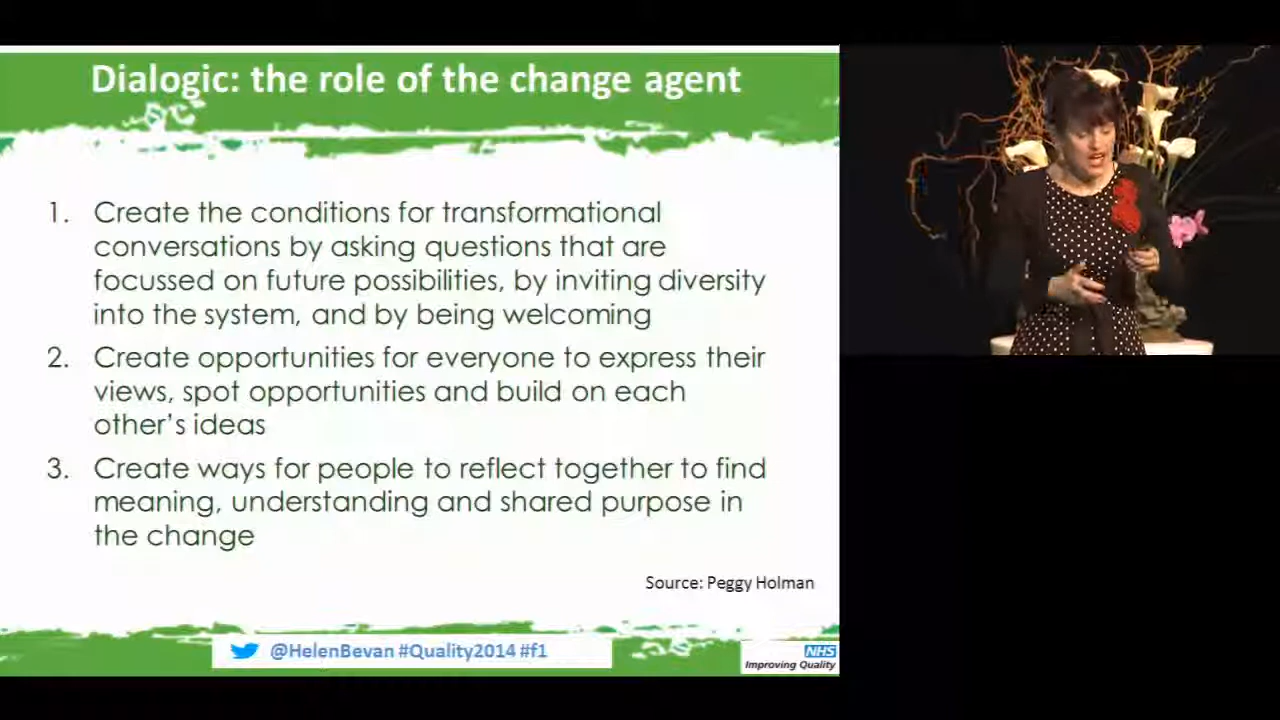 Dialogic: the role of the change agent
1. Create the conditions for transformational
conversations by asking questions that are
focussed on future possibilities, by inviting diversity
into the system, and by being welcoming
2. Create opportunities for everyone to express their
views, spot opportunities and build on each
other’s ideas
3. Create ways for people to reflect together to find
meaning, understanding and shared purpose in
the change
Source: Peggy Holman
@HelenBevan #Quality2014 #f1
NHS
Improving Quality